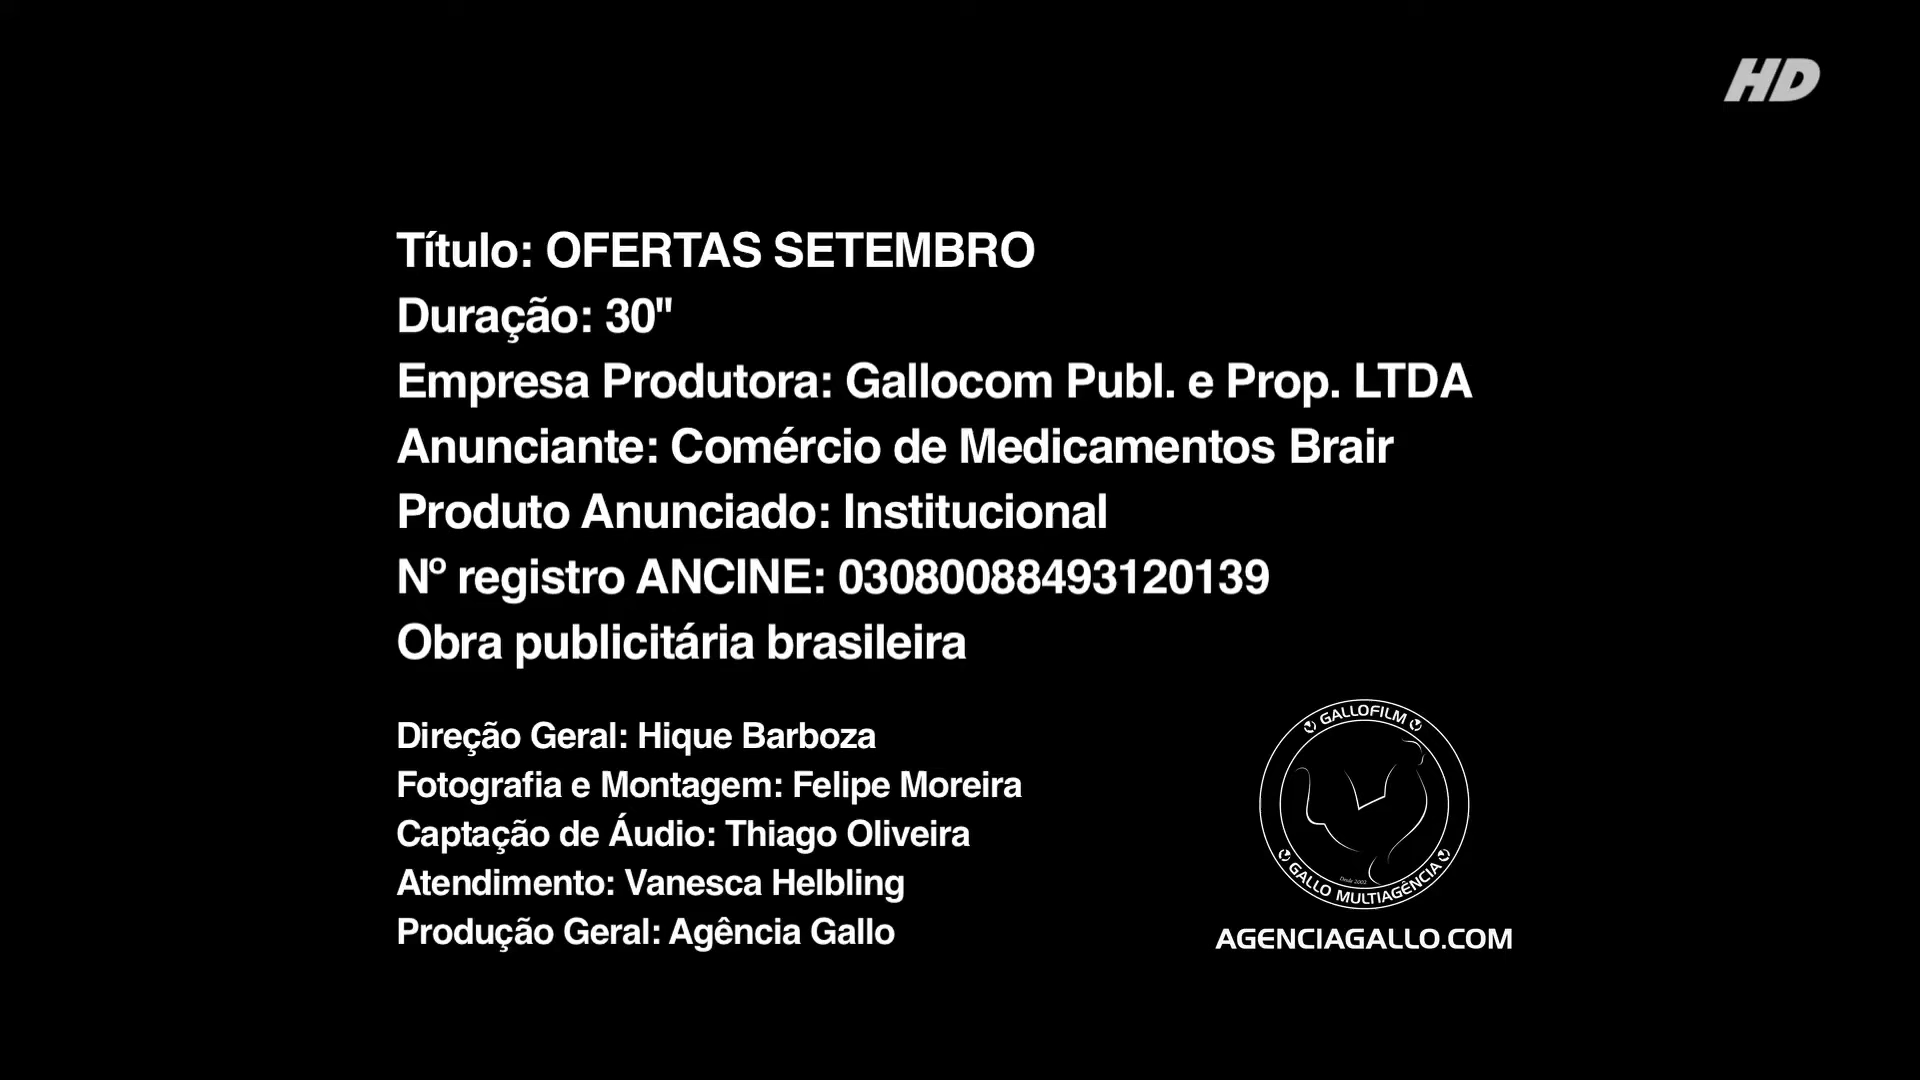 HD
Título: OFERTAS SETEMBRO
Duração: 30"
Empresa Produtora: Gallocom Publ. e Prop. LTDA
Anunciante: Comércio de Medicamentos Brair
Produto Anunciado: Institucional
Nº registro ANCINE: 03080088493120139
Obra publicitária brasileira
Direção Geral: Hique Barboza
Fotografia e Montagem: Felipe Moreira
Captação de Áudio: Thiago Oliveira
Atendimento: Vanesca Helbling
Produção Geral: Agência Gallo
GALLOFILM
Desde 2002
GALLO MULTIAGÊNCIA
AGENCIAGALLO.COM